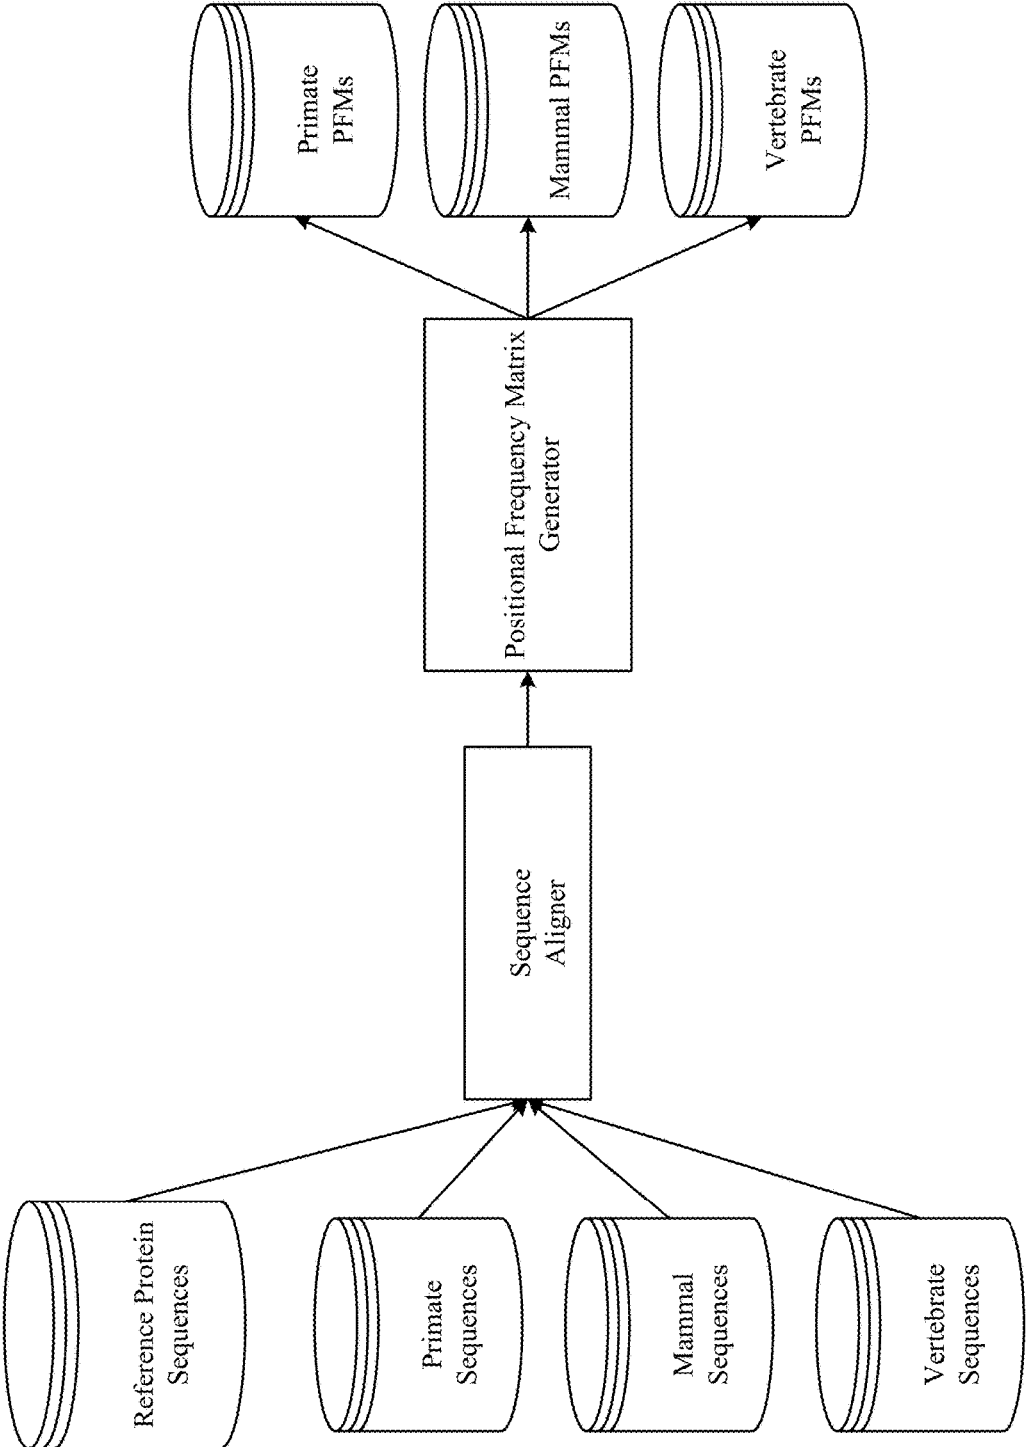 Reference Protein
Sequences
Primate
Sequences
Mammal
Sequences
Vertebrate
Sequences
Sequence
Aligner
Positional Frequency Matrix
Generator
Primate
PFMs
Mammal PFMs
Vertebrate
PFMs